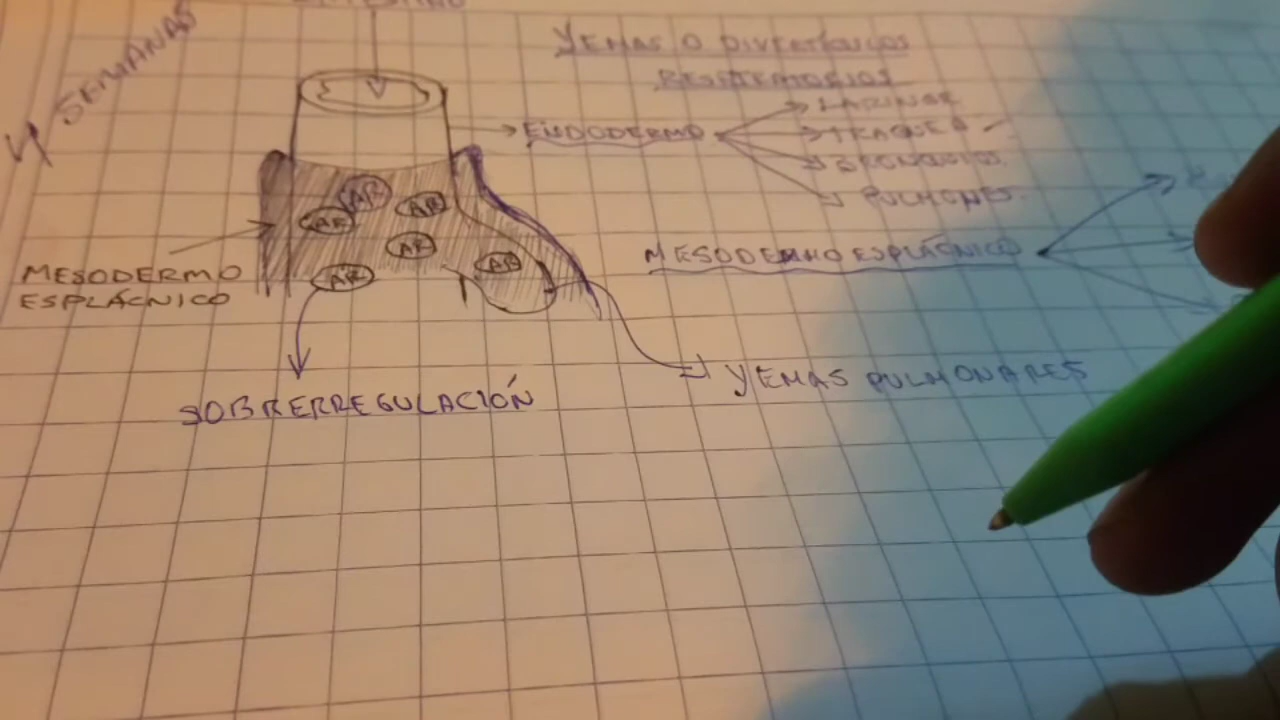 4 SEMANAS
YEMAS O DIVERTÍCULOS
RESPIRATORIOS
ENDODERMO
LARINGE
TRAQUEA
BRONQUIOS
PULMONES
AR
AR
AR
AR
AR
AR
MESODERMO
ESPLÁCNICO
MESODERMO ESPLÁCNICO
YEMAS PULMONARES
SOBRERREGULACIÓN